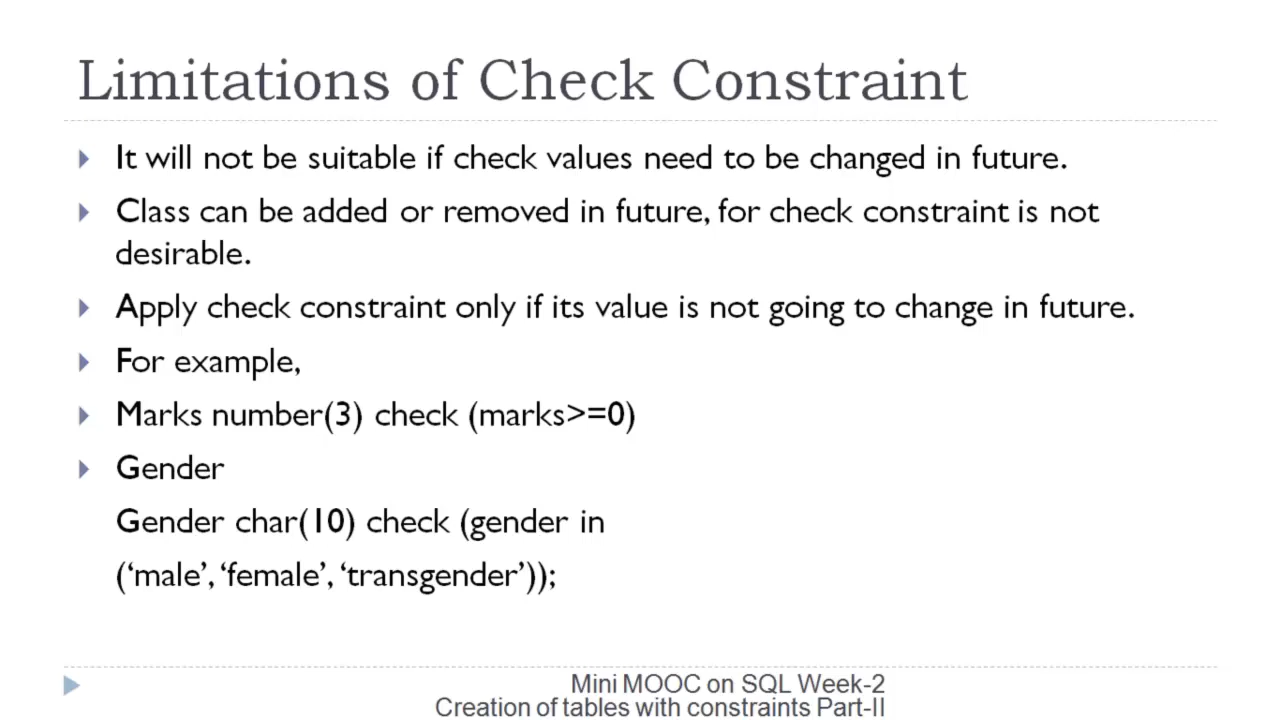 Limitations of Check Constraint
It will not be suitable if check values need to be changed in future.
Class can be added or removed in future, for check constraint is not
desirable.
Apply check constraint only if its value is not going to change in future.
For example,
Marks number(3) check (marks>=0)
Gender
Gender char(10) check (gender in
(‘male’, ‘female’, ‘transgender’));
Mini MOOC on SQL Week-2
Creation of tables with constraints Part-II